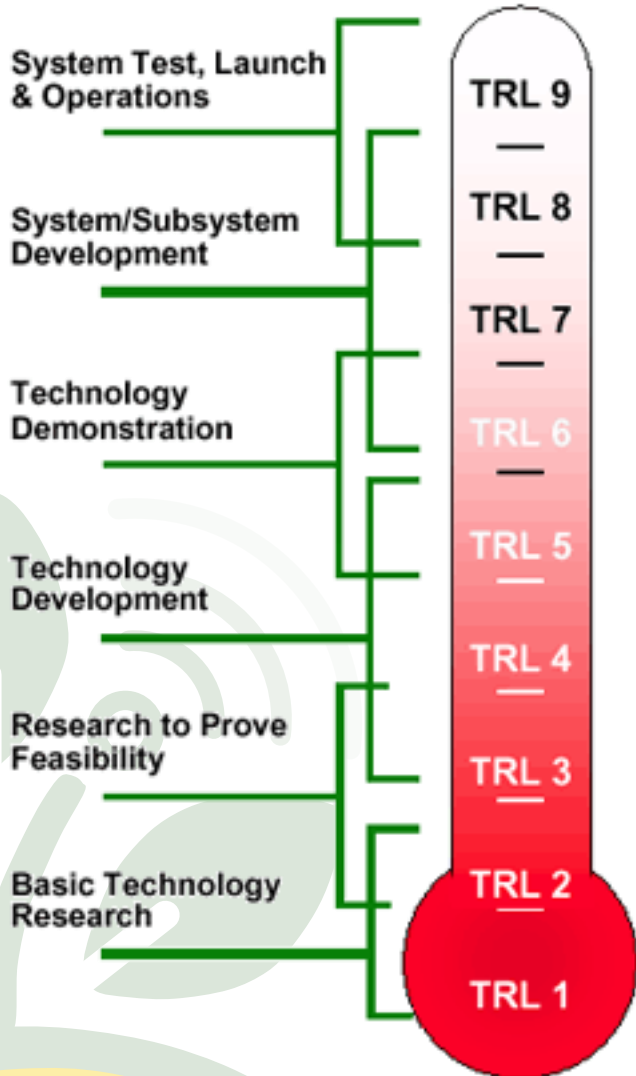 System Test, Launch
& Operations
System/Subsystem
Development
Technology
Demonstration
Technology
Development
Research to Prove
Feasibility
Basic Technology
Research
TRL 9
TRL 8
TRL 7
TRL 6
TRL 5
TRL 4
TRL 3
TRL 2
TRL 1